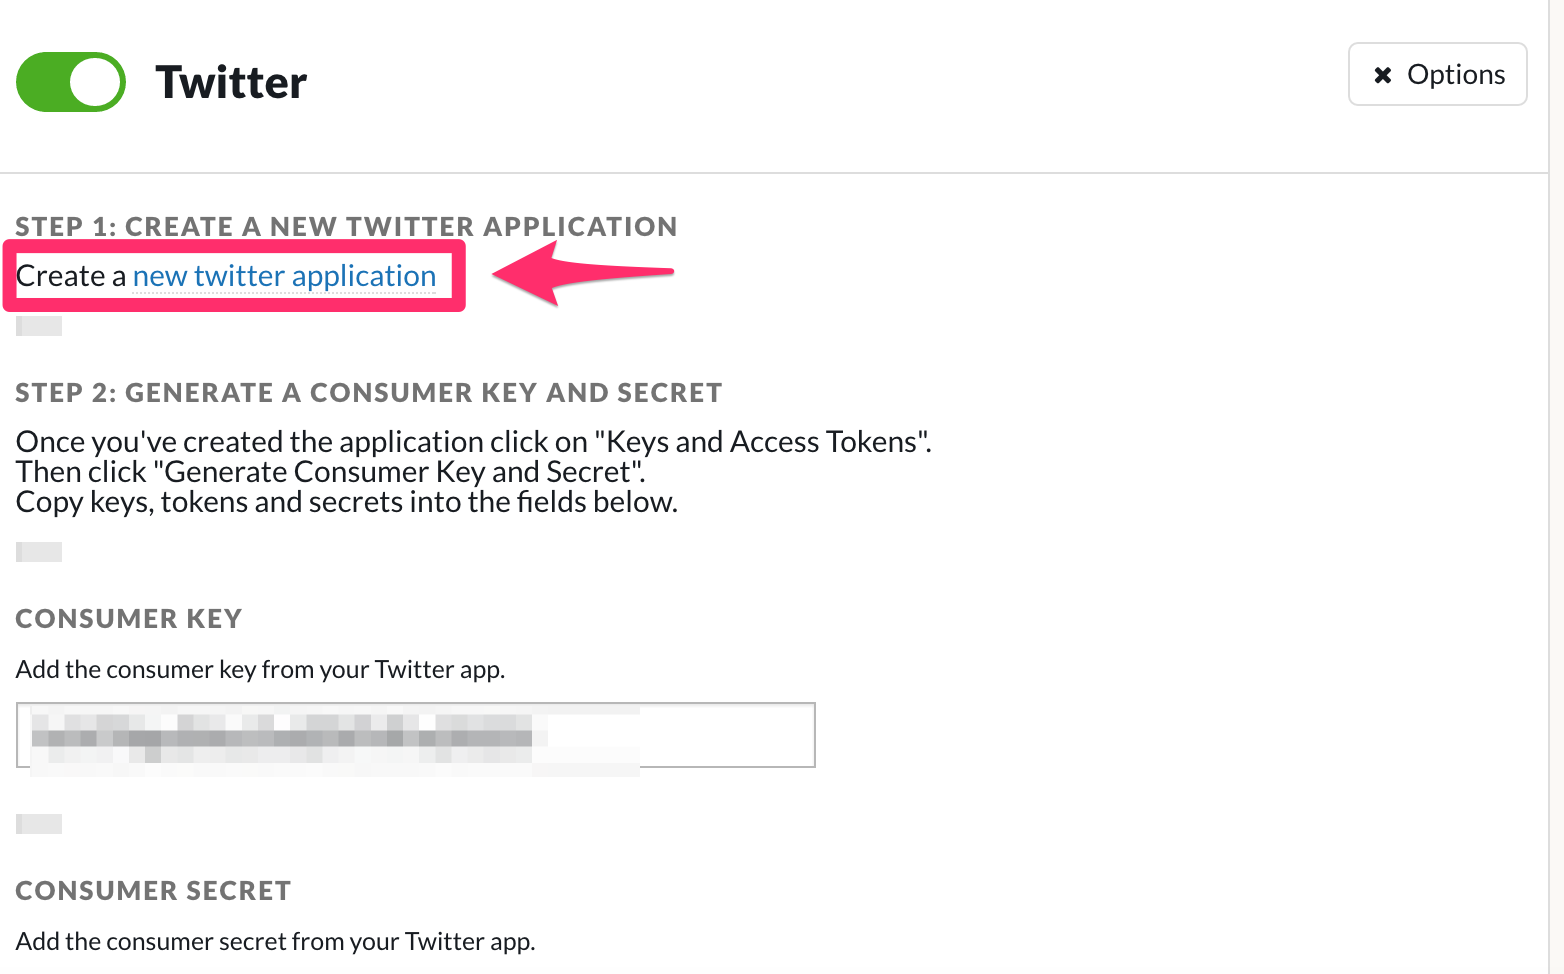 Twitter
✖ Options
STEP 1: CREATE A NEW TWITTER APPLICATION
Create a new twitter application
STEP 2: GENERATE A CONSUMER KEY AND SECRET
Once you've created the application click on "Keys and Access Tokens".
Then click "Generate Consumer Key and Secret".
Copy keys, tokens and secrets into the fields below.
CONSUMER KEY
Add the consumer key from your Twitter app.
CONSUMER SECRET
Add the consumer secret from your Twitter app.